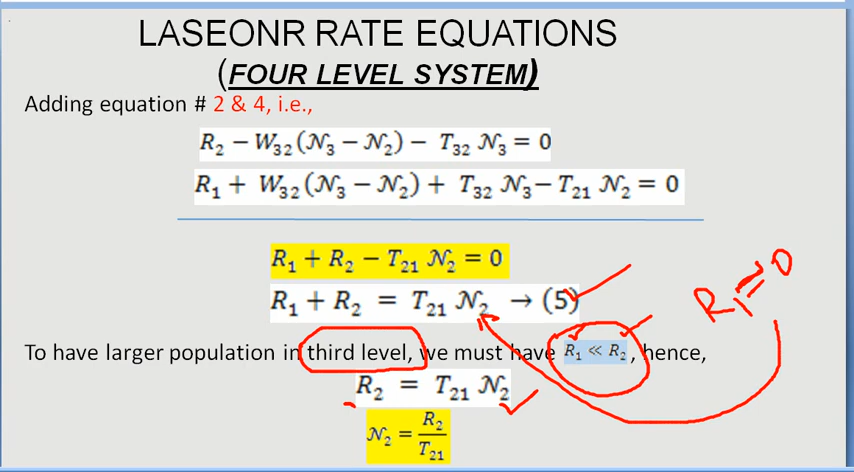 LASEONR RATE EQUATIONS
(FOUR LEVEL SYSTEM)
Adding equation # 2 & 4, i.e.,
R₂ − W₃₂(𝒩₃ − 𝒩₂) − T₃₂ 𝒩₃ = 0
R₁ + W₃₂(𝒩₃ − 𝒩₂) + T₃₂ 𝒩₃ − T₂₁ 𝒩₂ = 0
R₁ + R₂ − T₂₁ 𝒩₂ = 0
R₁ + R₂ = T₂₁ 𝒩₂ → (5)
R₁ ≃ 0
To have larger population in third level, we must have R₁ ≪ R₂, hence,
R₂ = T₂₁ 𝒩₂
𝒩₂ = R₂/T₂₁